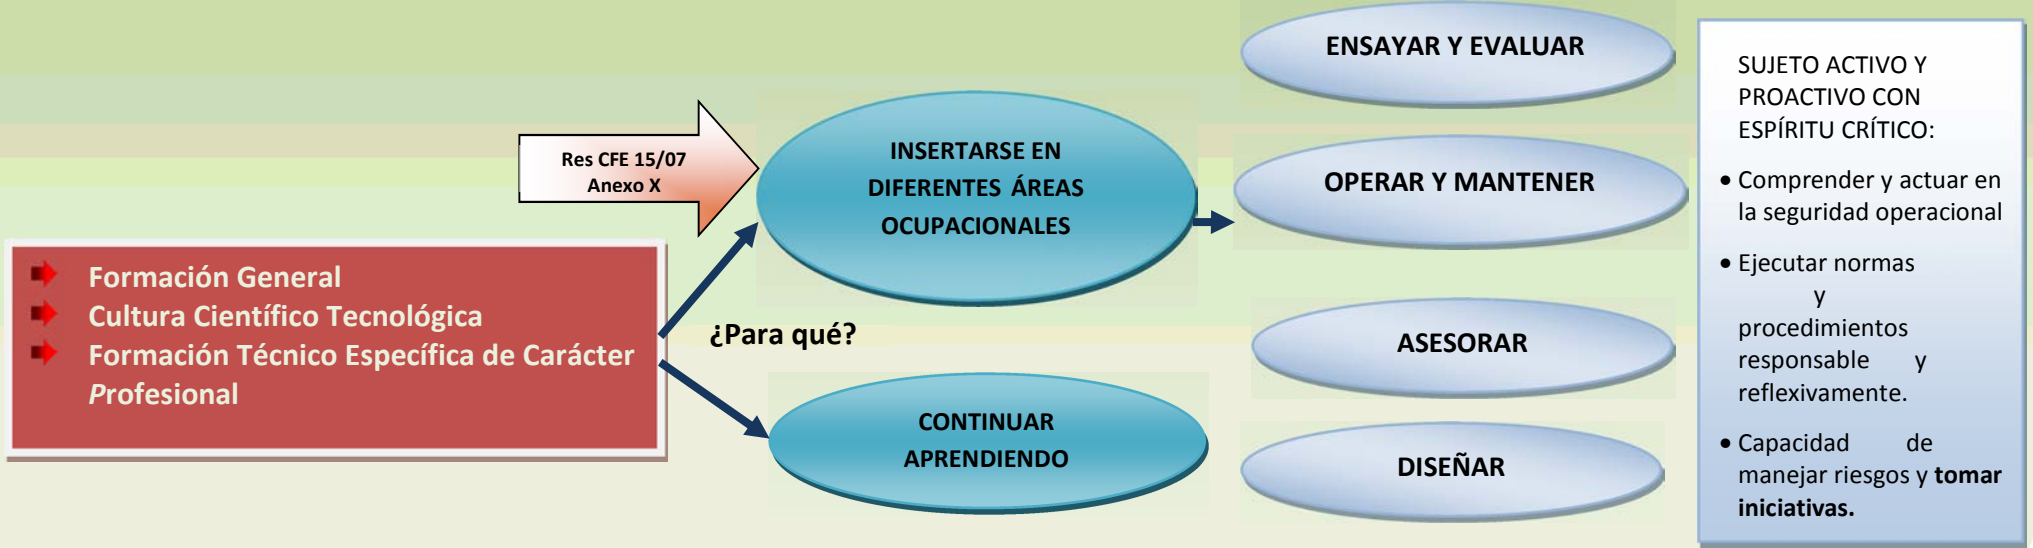 Formación General
Cultura Científico Tecnológica
Formación Técnico Específica de Carácter
Profesional
Res CFE 15/07
Anexo X
¿Para qué?
INSERTARSE EN
DIFERENTES ÁREAS
OCUPACIONALES
CONTINUAR
APRENDIENDO
ENSAYAR Y EVALUAR
OPERAR Y MANTENER
ASESORAR
DISEÑAR
SUJETO ACTIVO Y
PROACTIVO CON
ESPÍRITU CRÍTICO:
• Comprender y actuar en
la seguridad operacional
• Ejecutar normas
y
procedimientos
responsable y
reflexivamente.
• Capacidad de
manejar riesgos y tomar
iniciativas.